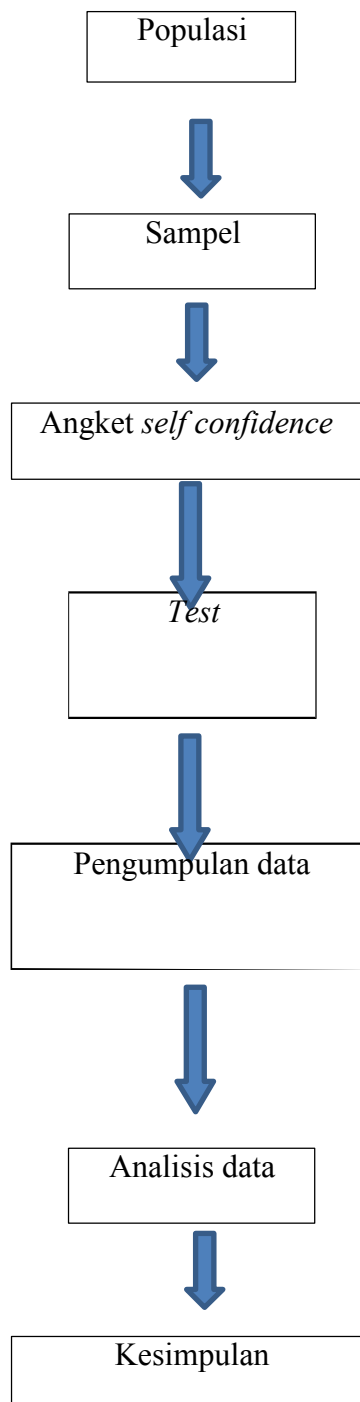 Populasi
Sampel
Angket self confidence
Test
Pengumpulan data
Analisis data
Kesimpulan